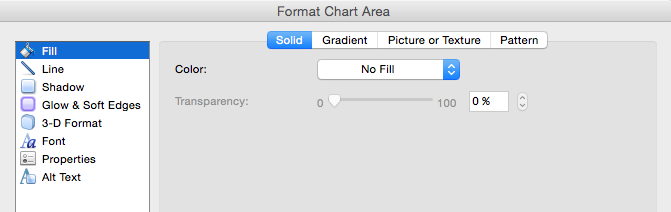 Format Chart Area
Fill
Line
Shadow
Glow & Soft Edges
3-D Format
Font
Properties
Alt Text
Solid Gradient Picture or Texture Pattern
Color: No Fill
Transparency: 0 100 0 %